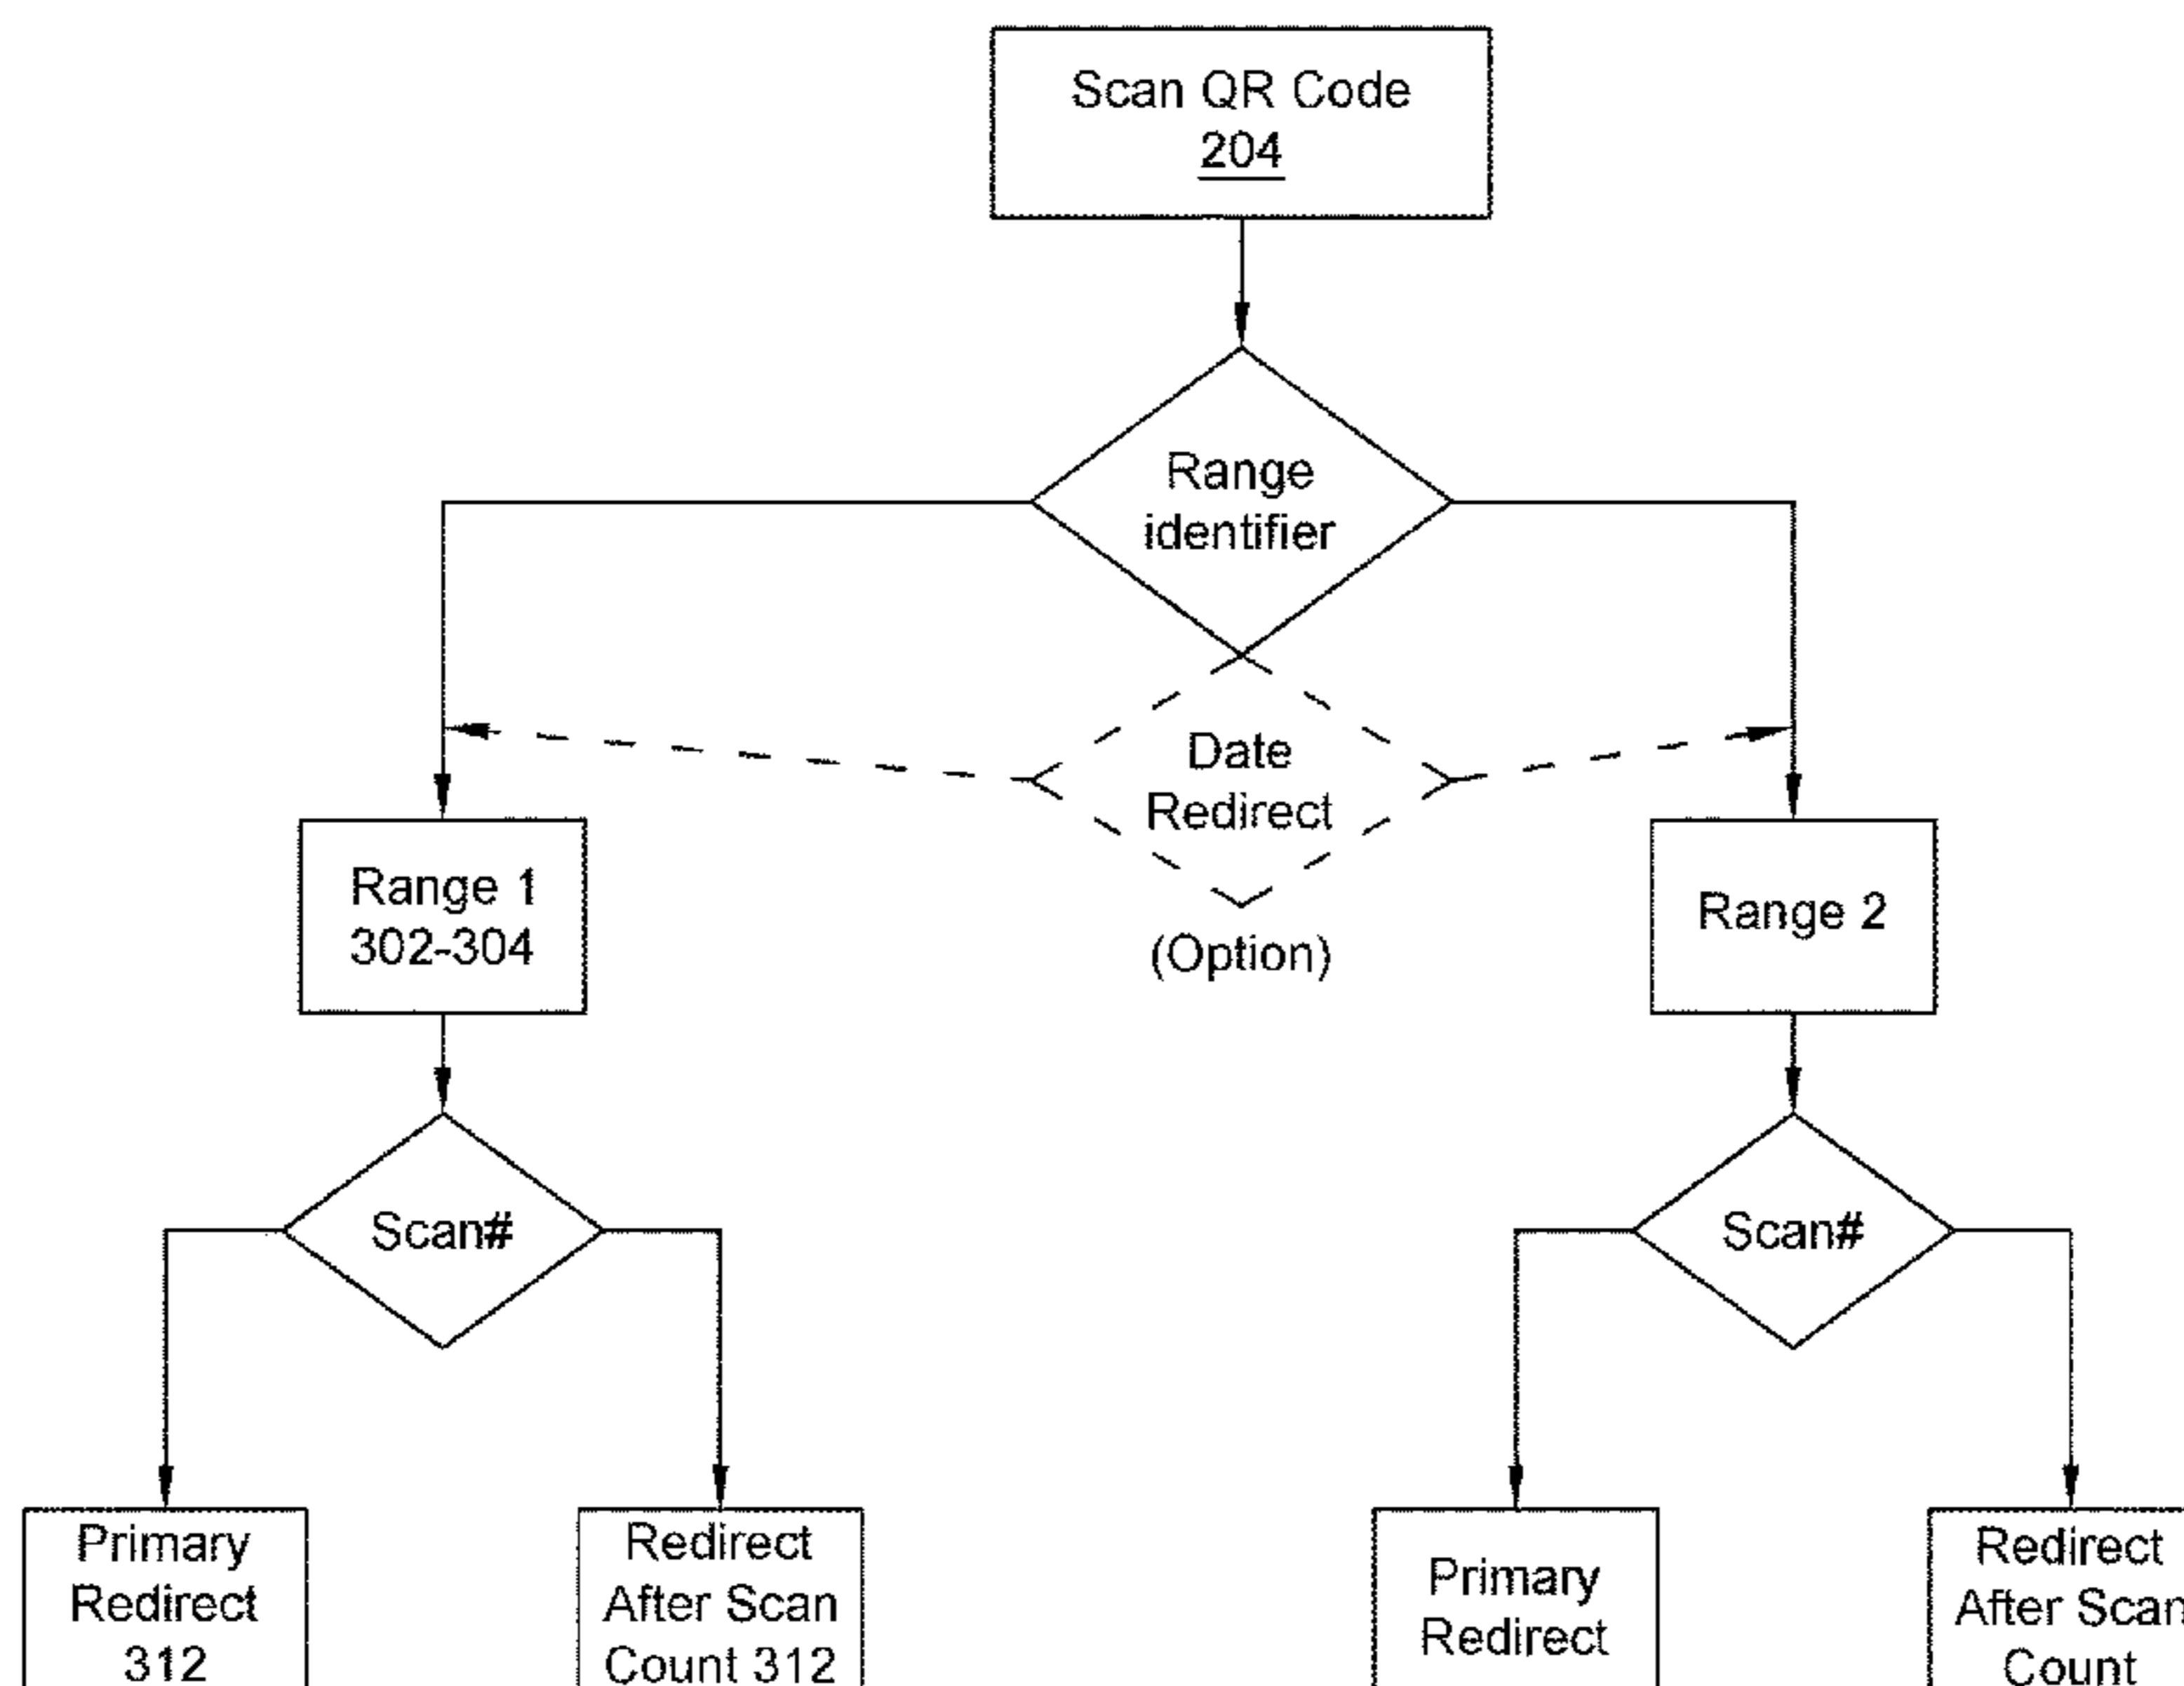 Scan QR Code
204
Range
identifier
Date
Redirect
(Option)
Range 1
302-304
Range 2
Scan#
Scan#
Primary
Redirect
312
Redirect
After Scan
Count 312
Primary
Redirect
Redirect
After Scan
Count